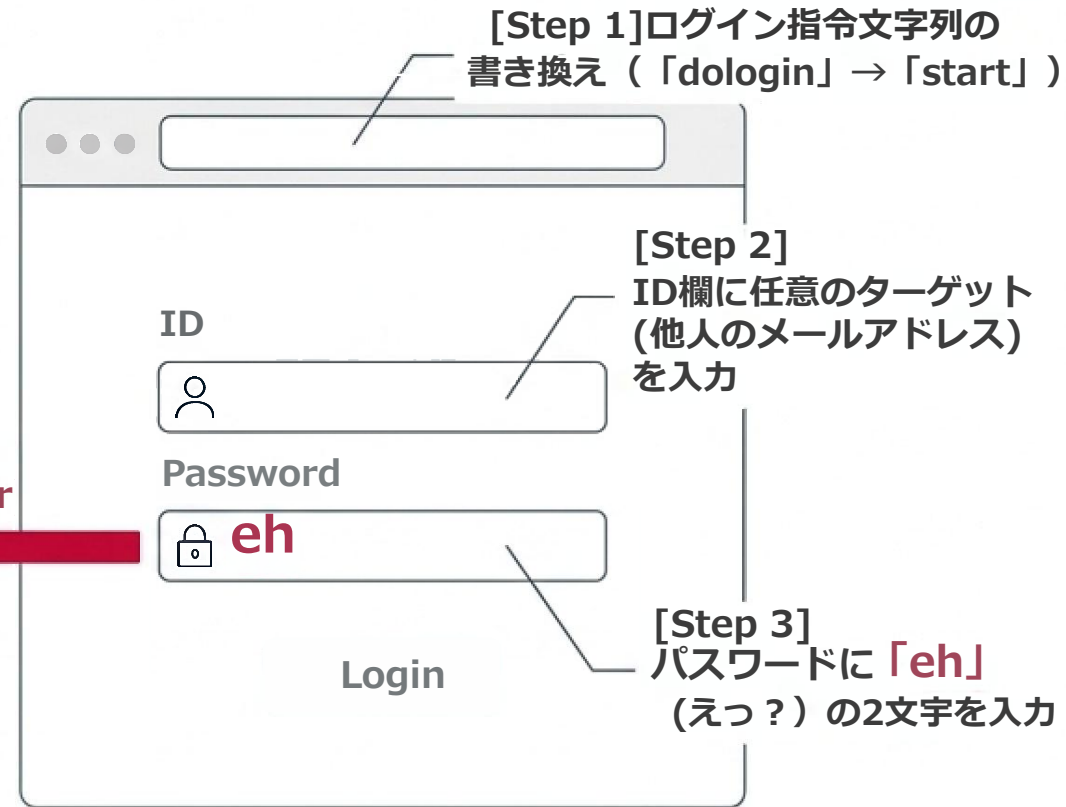 [Step 1]ログイン指令文字列の
書き換え（「dologin」→「start」）
[Step 2]
ID欄に任意のターゲット
(他人のメールアドレス)
を入力
ID
Password
r
eh
[Step 3]
パスワードに「eh」
(えっ？）の2文字を入力
Login